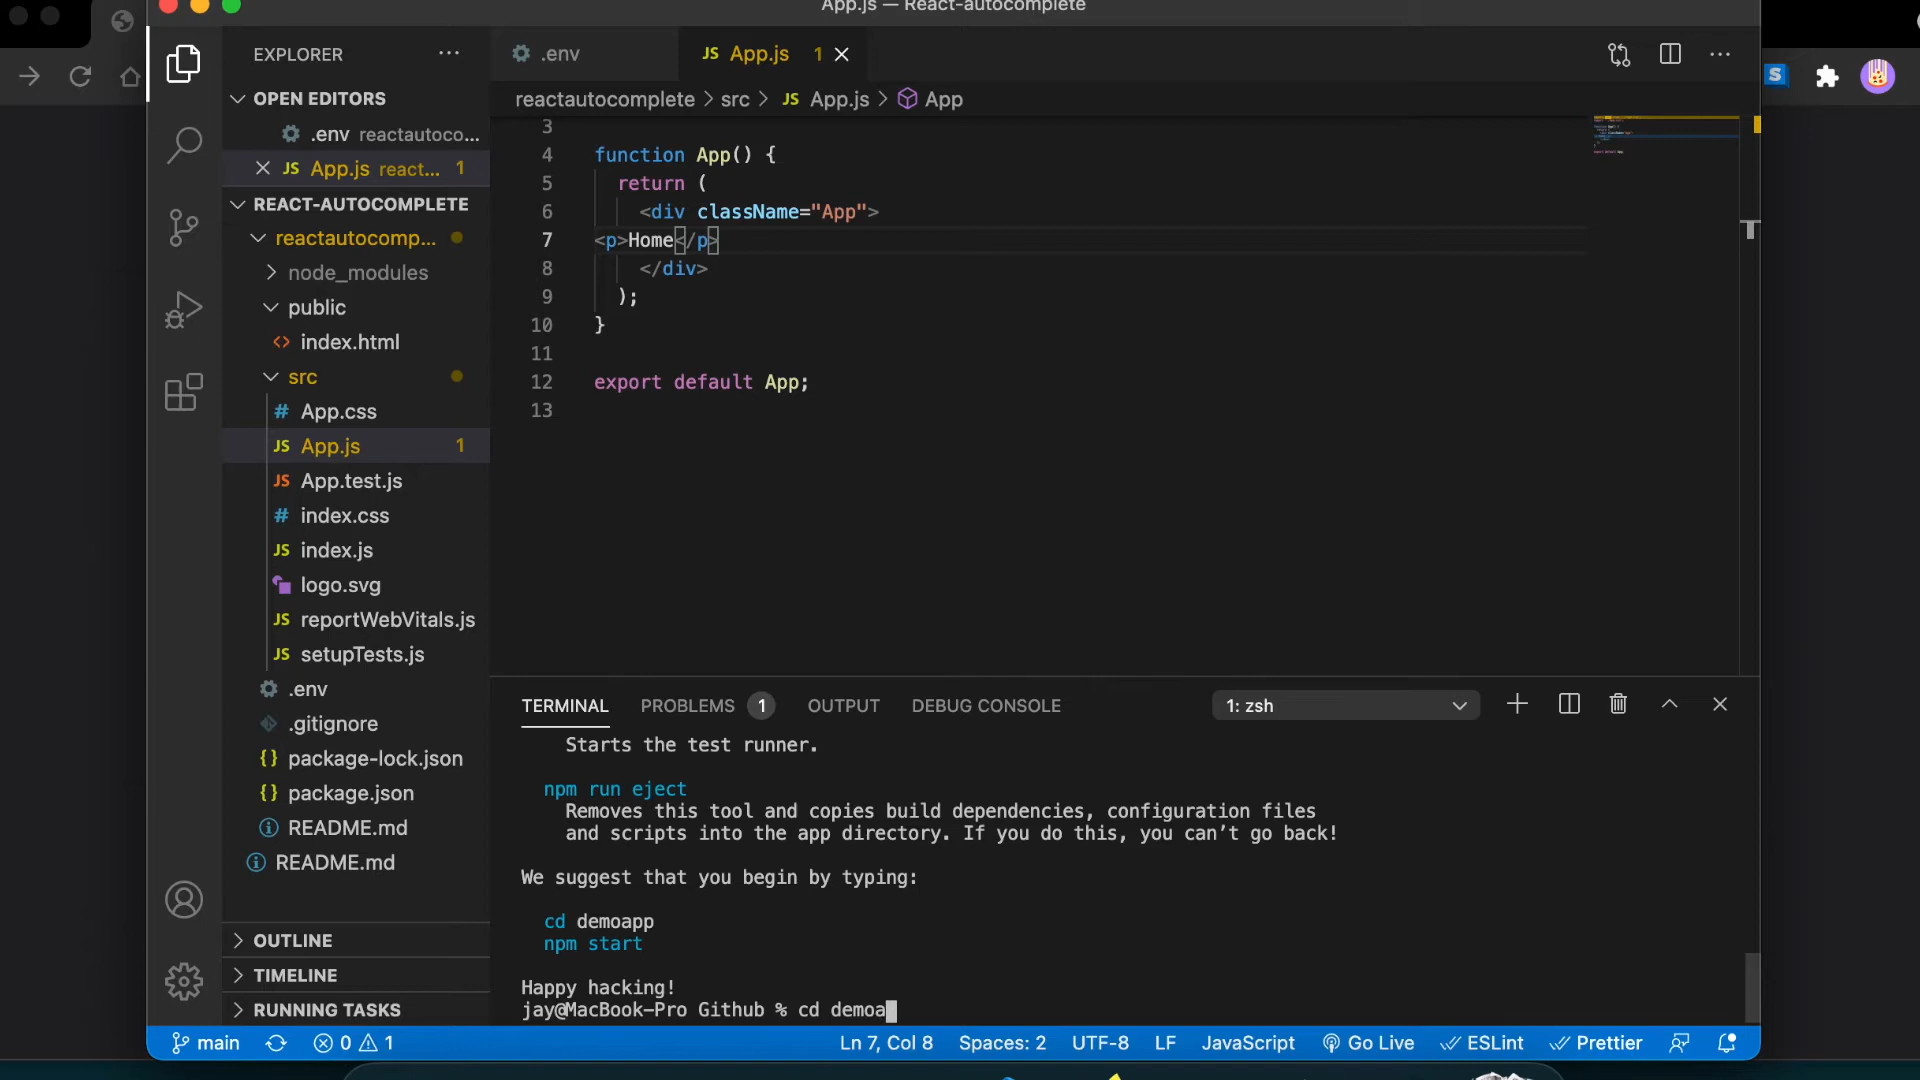 App.js — React-autocomplete
EXPLORER
OPEN EDITORS
.env reactautoco...
App.js react... 1
REACT-AUTOCOMPLETE
reactautocomp...
node_modules
public
index.html
src
App.css
App.js 1
App.test.js
index.css
index.js
logo.svg
reportWebVitals.js
setupTests.js
.env
.gitignore
package-lock.json
package.json
README.md
README.md
OUTLINE
TIMELINE
RUNNING TASKS
.env
JS App.js 1
reactautocomplete > src > JS App.js > App
3
4 function App() {
5 return (
6 <div className="App">
7 <p>Home</p>
8 </div>
9 );
10 }
11
12 export default App;
13
TERMINAL PROBLEMS 1 OUTPUT DEBUG CONSOLE 1: zsh
Starts the test runner.
npm run eject
Removes this tool and copies build dependencies, configuration files
and scripts into the app directory. If you do this, you can’t go back!
We suggest that you begin by typing:
cd demoapp
npm start
Happy hacking!
jay@MacBook-Pro Github % cd demoa
main 0 1 Ln 7, Col 8 Spaces: 2 UTF-8 LF JavaScript Go Live ESLint Prettier